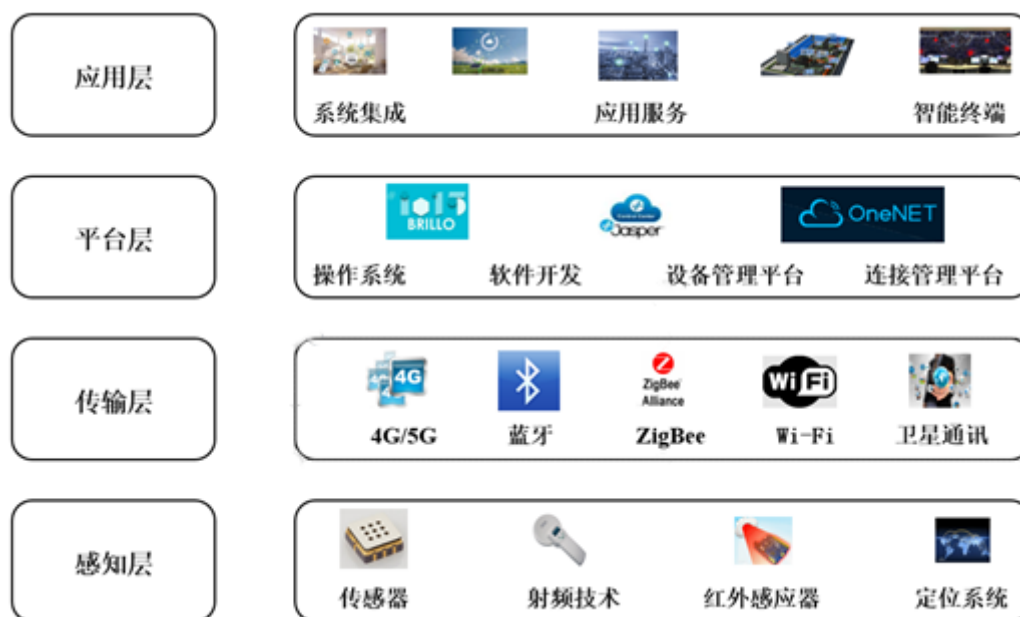 应用层
系统集成
应用服务
智能终端
平台层
BRILLO
Jasper
OneNET
操作系统
软件开发
设备管理平台
连接管理平台
传输层
4G
ZigBee
Alliance
Wi Fi
4G/5G
蓝牙
ZigBee
Wi-Fi
卫星通讯
感知层
传感器
射频技术
红外感应器
定位系统